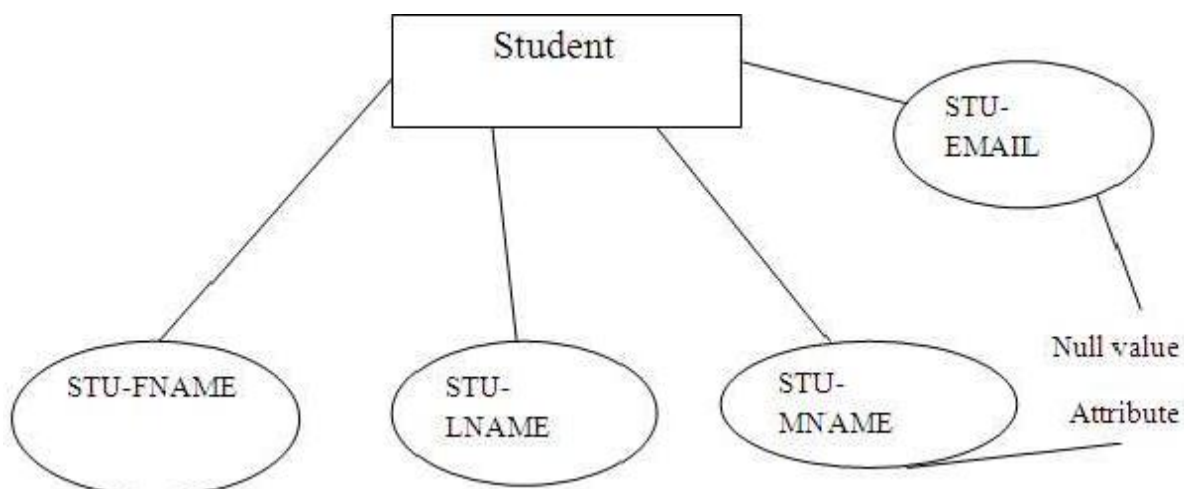 Student
STU-
EMAIL
STU-FNAME
STU-
LNAME
STU-
MNAME
Null value
Attribute